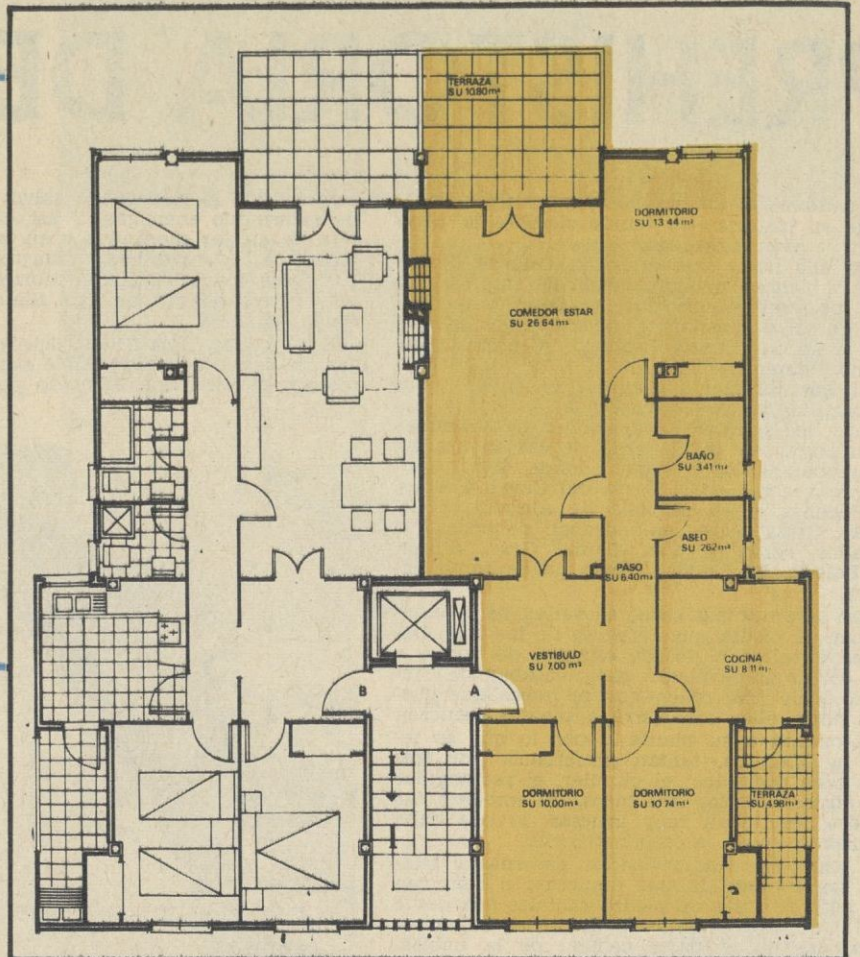 TERRAZA
SU 10.80 m²
DORMITORIO
SU 13.44 m²
COMEDOR ESTAR
SU 26.64 m²
BAÑO
SU 3.41 m²
ASEO
SU 2.62 m²
PASO
SU 6.40 m²
VESTIBULO
SU 7.00 m²
COCINA
SU 8.11 m²
B
A
DORMITORIO
SU 10.00 m²
DORMITORIO
SU 10.74 m²
TERRAZA
SU 4.98 m²